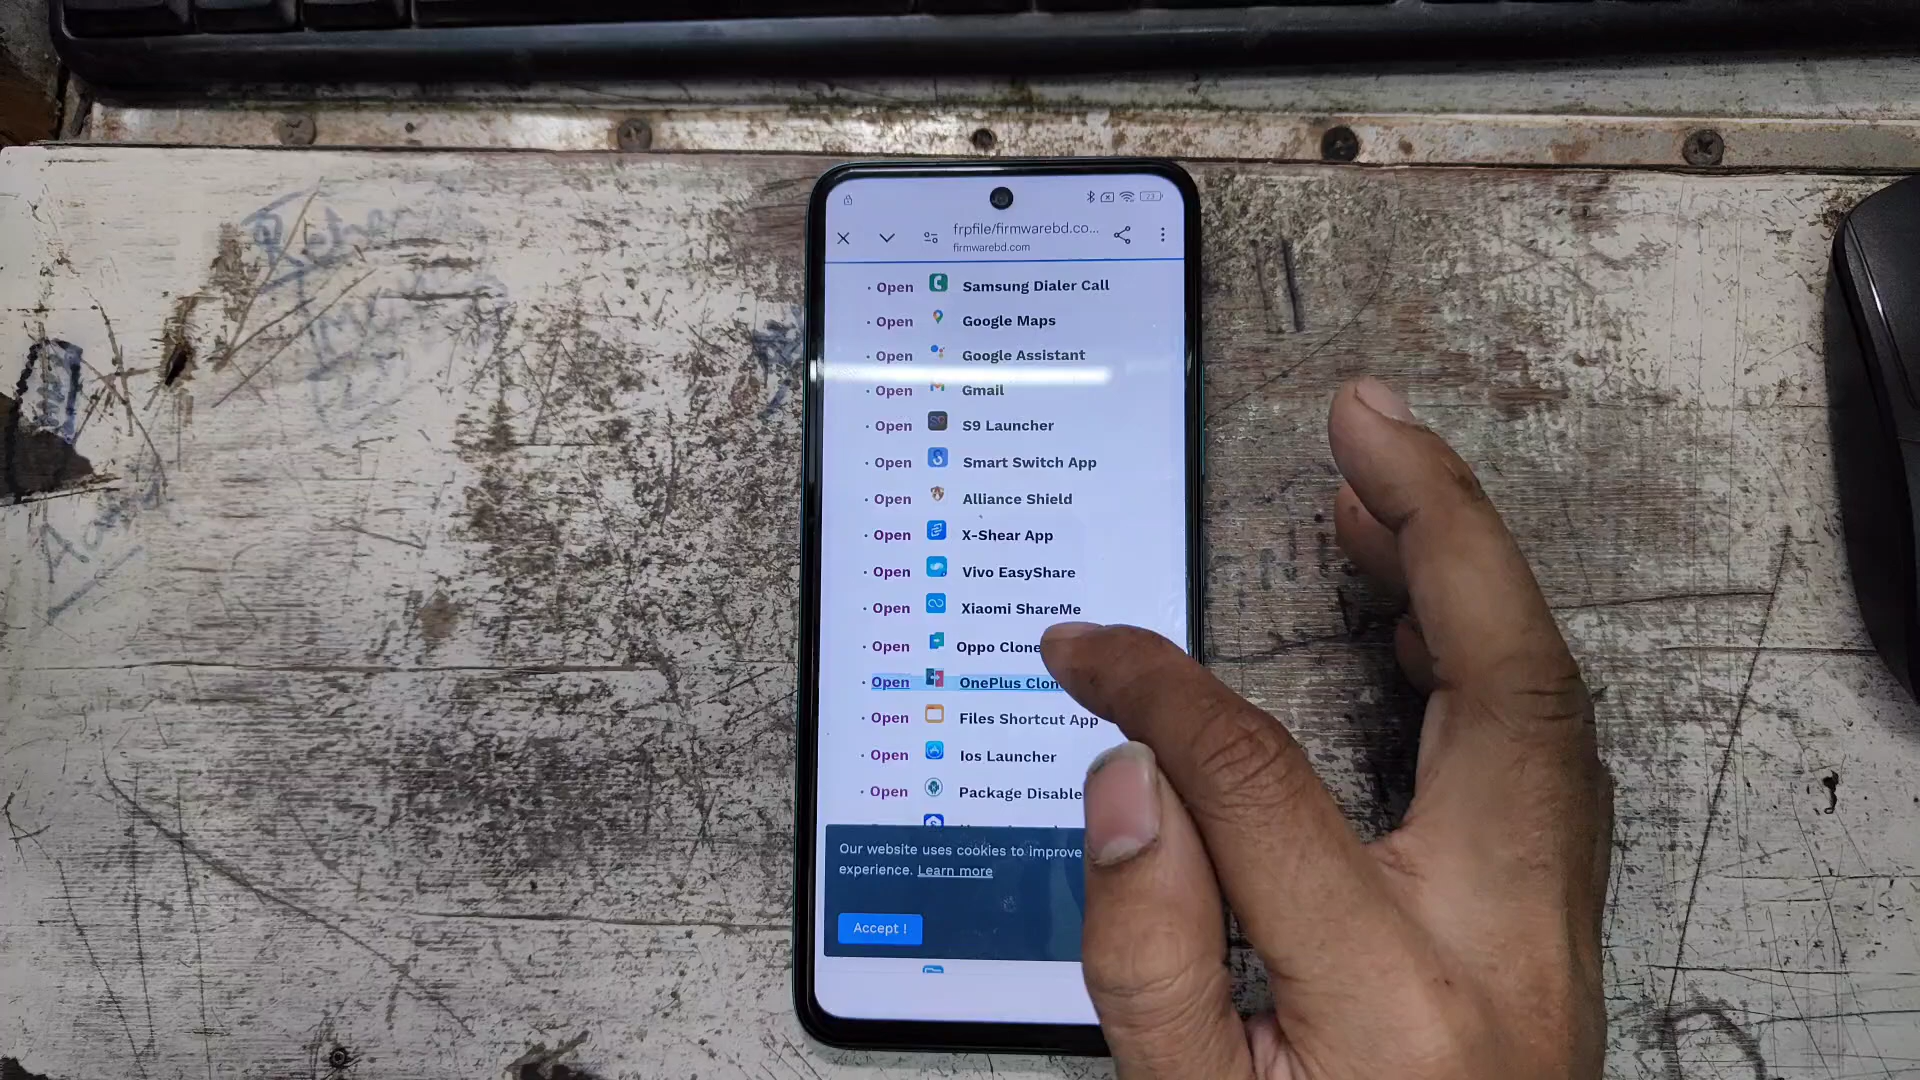 23
frpfile/firmwarebd.co...
firmwarebd.com
• Open Samsung Dialer Call
• Open Google Maps
• Open Google Assistant
• Open Gmail
• Open S9 Launcher
• Open Smart Switch App
• Open Alliance Shield
• Open X-Shear App
• Open Vivo EasyShare
• Open Xiaomi ShareMe
• Open Oppo Clone
• Open OnePlus Clon
• Open Files Shortcut App
• Open Ios Launcher
• Open Package Disable
Our website uses cookies to improve
experience. Learn more
Accept !